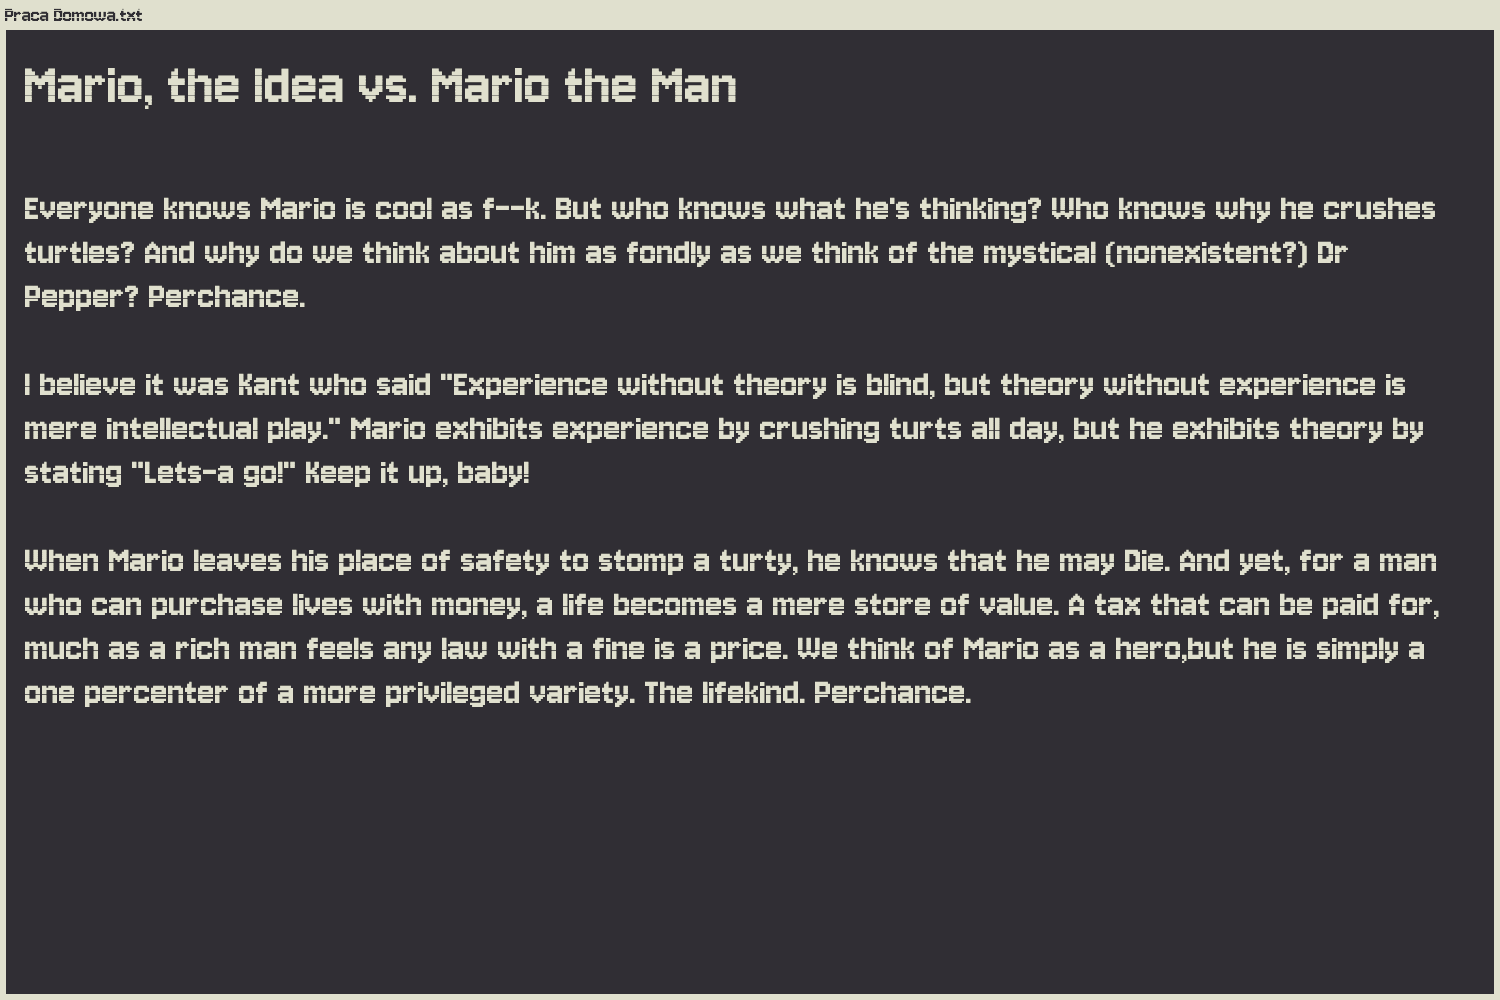 Praca Domowa.txt
Mario, the Idea vs. Mario the Man
Everyone knows Mario is cool as f--k. But who knows what he's thinking? Who knows why he crushes
turtles? And why do we think about him as fondly as we think of the mystical (nonexistent?) Dr
Pepper? Perchance.
I believe it was Kant who said "Experience without theory is blind, but theory without experience is
mere intellectual play." Mario exhibits experience by crushing turts all day, but he exhibits theory by
stating "Lets-a go!" Keep it up, baby!
When Mario leaves his place of safety to stomp a turty, he knows that he may Die. And yet, for a man
who can purchase lives with money, a life becomes a mere store of value. A tax that can be paid for,
much as a rich man feels any law with a fine is a price. We think of Mario as a hero,but he is simply a
one percenter of a more privileged variety. The lifekind. Perchance.